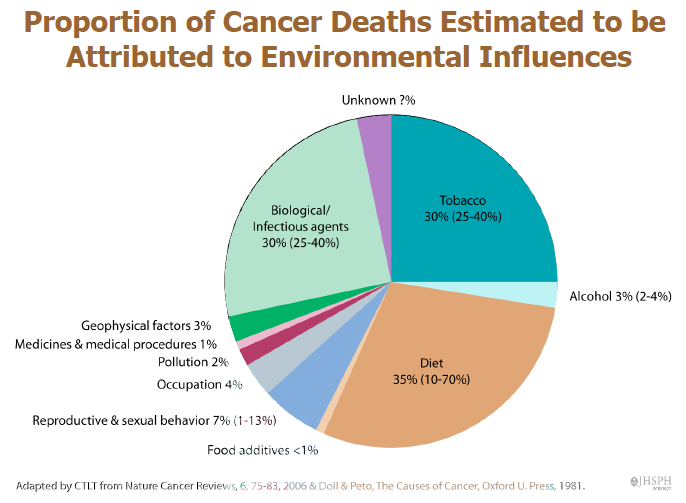 Proportion of Cancer Deaths Estimated to be
Attributed to Environmental Influences
Unknown ?%
Tobacco
30% (25-40%)
Biological/
Infectious agents
30% (25-40%)
Alcohol 3% (2-4%)
Geophysical factors 3%
Medicines & medical procedures 1%
Pollution 2%
Occupation 4%
Diet
35% (10-70%)
Reproductive & sexual behavior 7% (1-13%)
Food additives <1%
Adapted by CTLT from Nature Cancer Reviews, 6, 75-83, 2006 & Doll & Peto, The Causes of Cancer, Oxford U. Press, 1981.
JHSPH